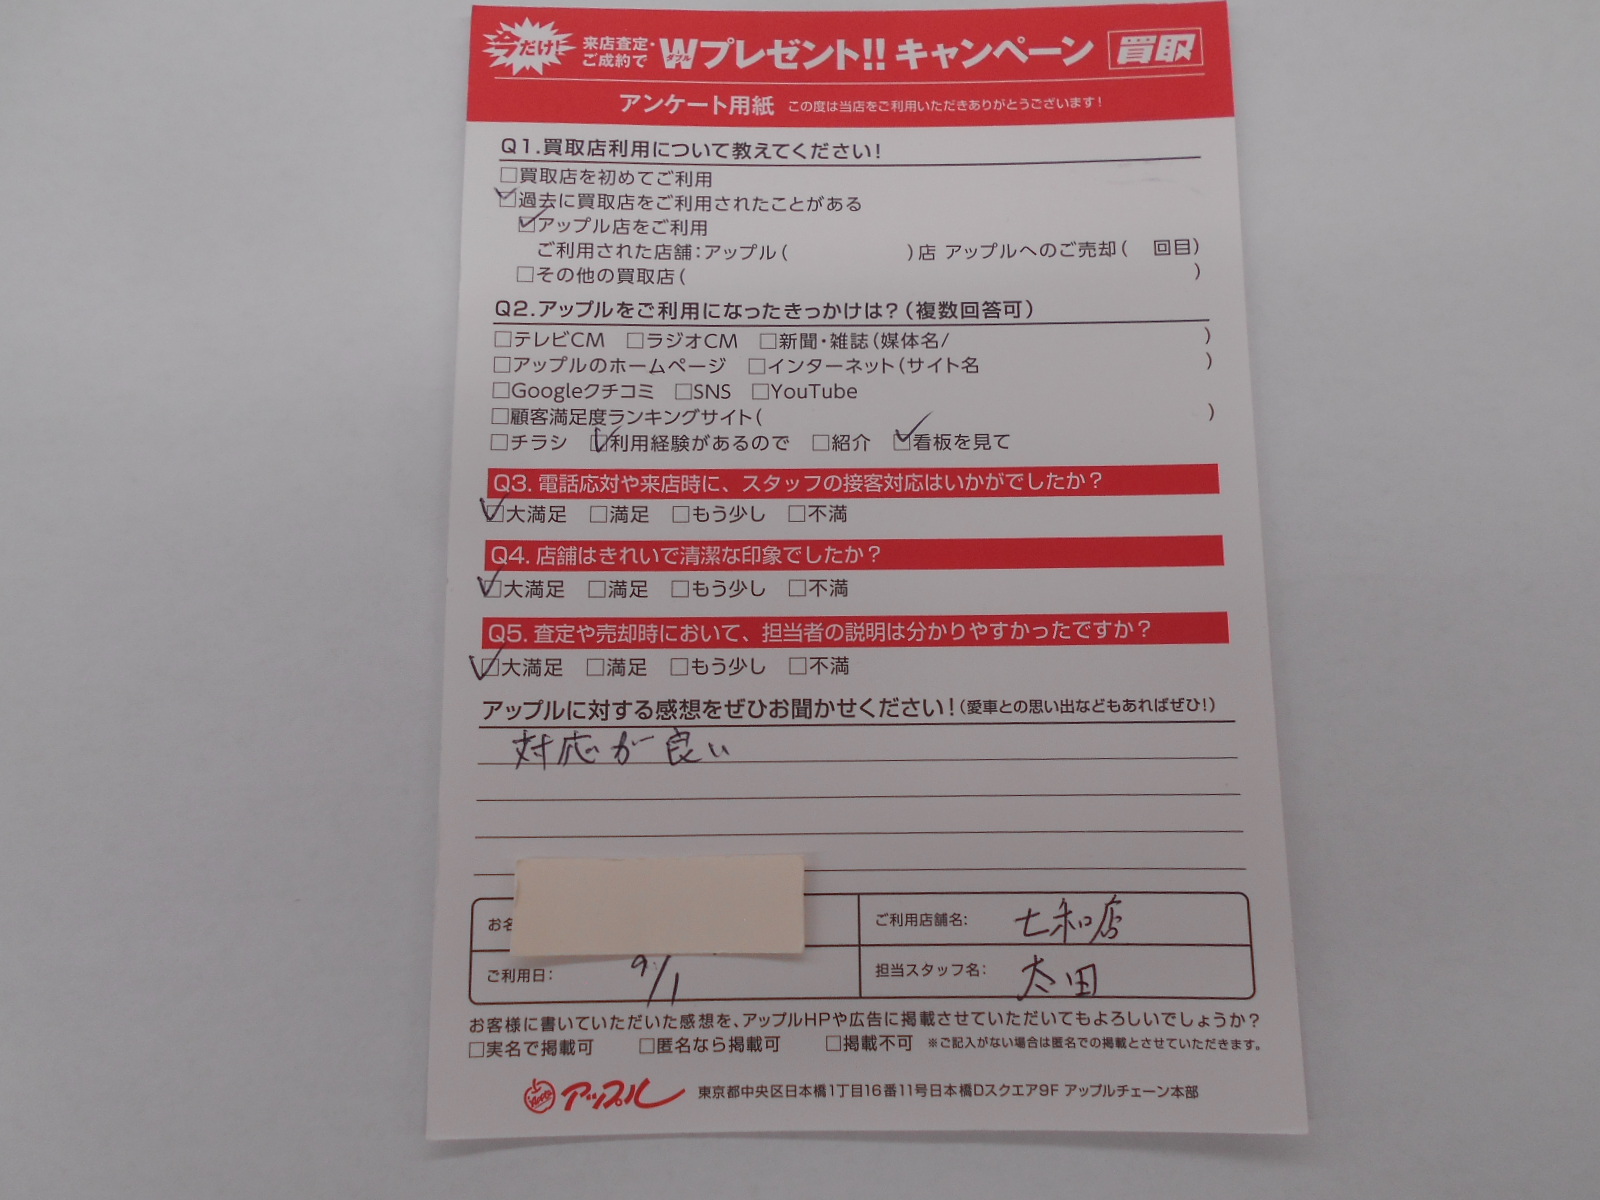 今だけ! 来店査定・ご成約で Wダブルプレゼント!! キャンペーン 買取
アンケート用紙 この度は当店をご利用いただきありがとうございます!
Q1.買取店利用について教えてください!
□買取店を初めてご利用
☑過去に買取店をご利用されたことがある
☑アップル店をご利用
ご利用された店舗:アップル( )店 アップルへのご売却( 回目)
□その他の買取店( )
Q2.アップルをご利用になったきっかけは?(複数回答可)
□テレビCM □ラジオCM □新聞・雑誌(媒体名/ )
□アップルのホームページ □インターネット(サイト名 )
□Googleクチコミ □SNS □YouTube
□顧客満足度ランキングサイト( )
□チラシ ☑利用経験があるので □紹介 ☑看板を見て
Q3. 電話応対や来店時に、スタッフの接客対応はいかがでしたか?
☑大満足 □満足 □もう少し □不満
Q4. 店舗はきれいで清潔な印象でしたか?
☑大満足 □満足 □もう少し □不満
Q5. 査定や売却時において、担当者の説明は分かりやすかったですか?
☑大満足 □満足 □もう少し □不満
アップルに対する感想をぜひお聞かせください!(愛車との思い出などもあればぜひ!)
対応が良い
お名
ご利用店舗名: 七和店
ご利用日: 9/1
担当スタッフ名: 太田
お客様に書いていただいた感想を、アップルHPや広告に掲載させていただいてもよろしいでしょうか?
□実名で掲載可 □匿名なら掲載可 □掲載不可 ※ご記入がない場合は匿名での掲載とさせていただきます。
アップル 東京都中央区日本橋1丁目16番11号日本橋Dスクエア9F アップルチェーン本部